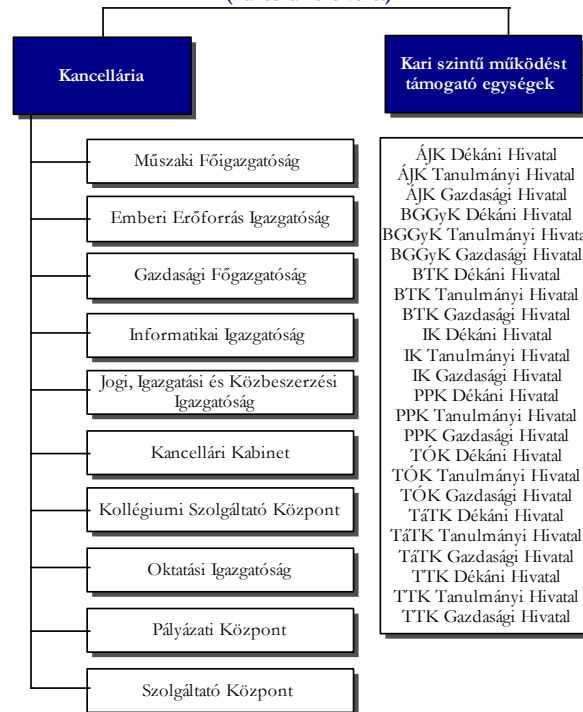 Kancellária
Kari szintű működést
támogató egységek
Műszaki Főigazgatóság
Emberi Erőforrás Igazgatóság
Gazdasági Főgazgatóság
Informatikai Igazgatóság
Jogi, Igazgatási és Közbeszerzési
Igazgatóság
Kancellári Kabinet
Kollégiumi Szolgáltató Központ
Oktatási Igazgatóság
Pályázati Központ
Szolgáltató Központ
ÁJK Dékáni Hivatal
ÁJK Tanulmányi Hivatal
ÁJK Gazdasági Hivatal
BGGyK Dékáni Hivatal
BGGyK Tanulmányi Hivata
BGGyK Gazdasági Hivatal
BTK Dékáni Hivatal
BTK Tanulmányi Hivatal
BTK Gazdasági Hivatal
IK Dékáni Hivatal
IK Tanulmányi Hivatal
IK Gazdasági Hivatal
PPK Dékáni Hivatal
PPK Tanulmányi Hivatal
PPK Gazdasági Hivatal
TÓK Dékáni Hivatal
TÓK Tanulmányi Hivatal
TÓK Gazdasági Hivatal
TáTK Dékáni Hivatal
TáTK Tanulmányi Hivatal
TáTK Gazdasági Hivatal
TTK Dékáni Hivatal
TTK Tanulmányi Hivatal
TTK Gazdasági Hivatal